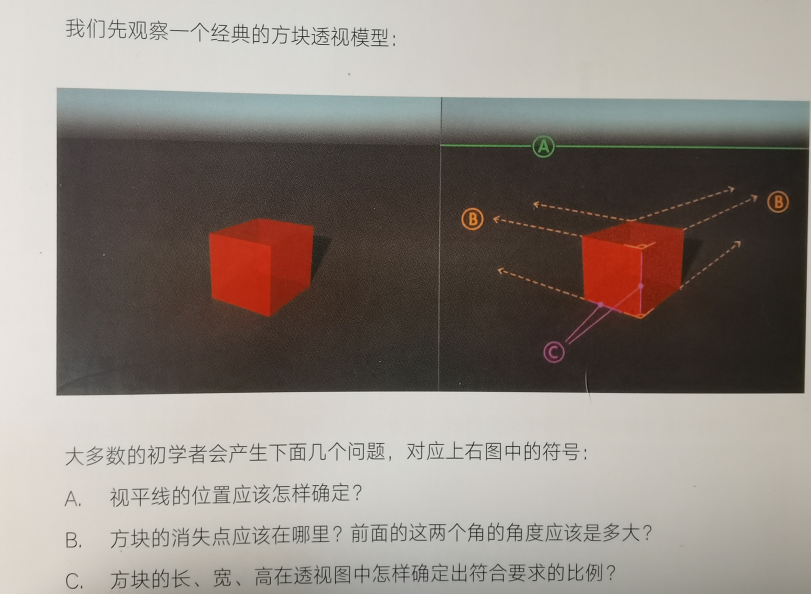 我们先观察一个经典的方块透视模型：
A
B
B
C
大多数的初学者会产生下面几个问题，对应上右图中的符号：
A. 视平线的位置应该怎样确定？
B. 方块的消失点应该在哪里？前面的这两个角的角度应该是多大？
C. 方块的长、宽、高在透视图中怎样确定出符合要求的比例？